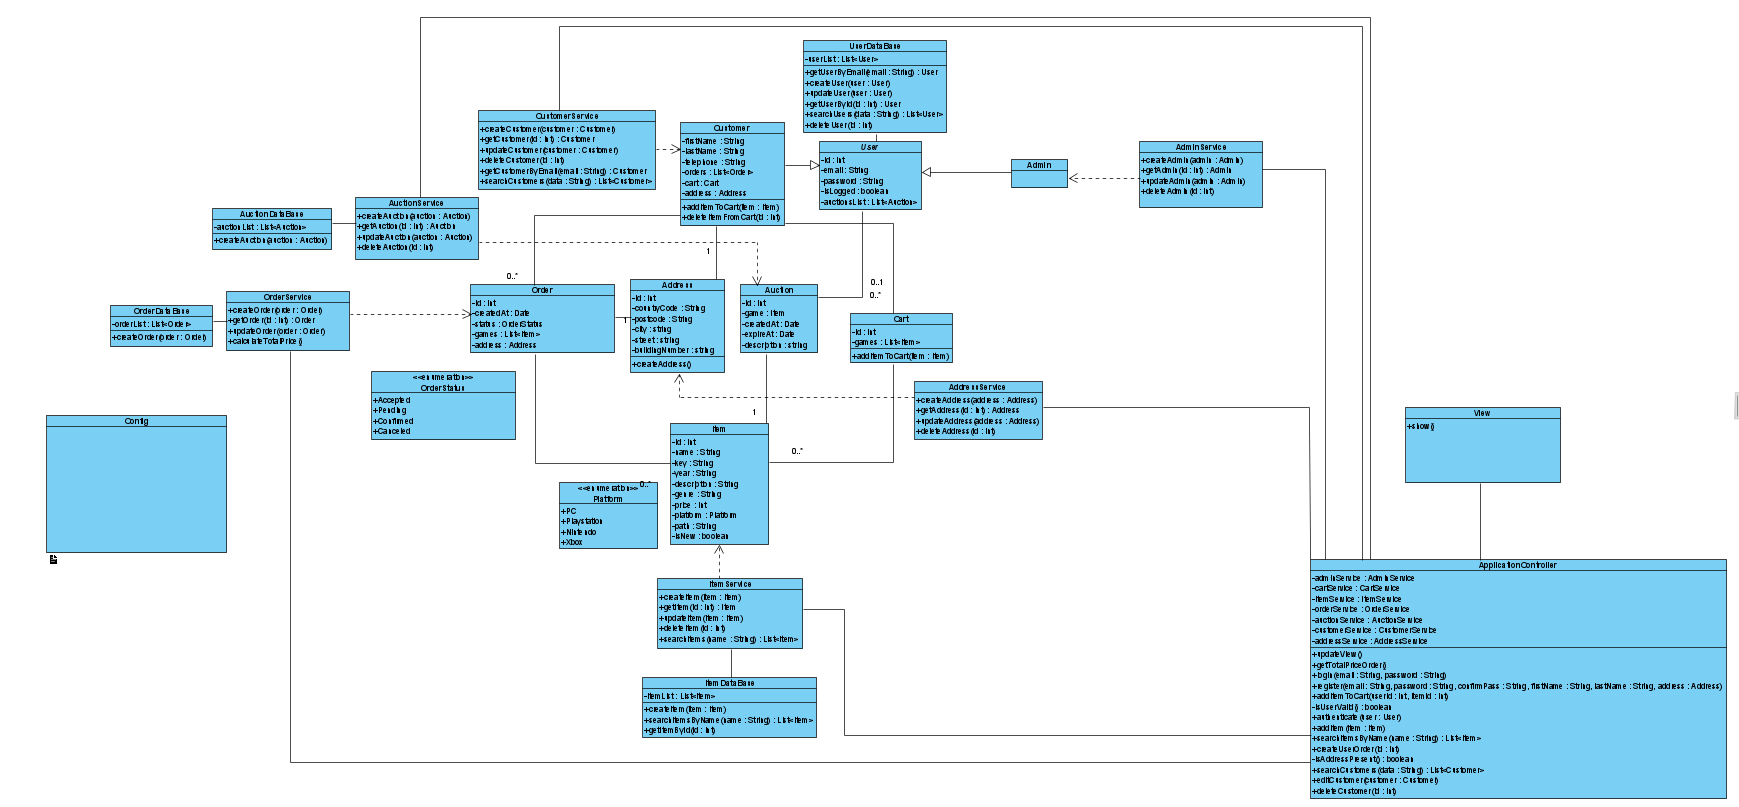 UserDataBase
-userList : List<User>
+getUserByEmail(email : String) : User
+createUser(user : User)
+updateUser(user : User)
+getUserById(id : int) : User
+searchUsers(data : String) : List<User>
+deleteUser(id : int)
CustomerService
+createCustomer(customer : Customer)
+getCustomer(id : int) : Customer
+updateCustomer(customer : Customer)
+deleteCustomer(id : int)
+getCustomerByEmail(email : String) : Customer
+searchCustomers(data : String) : List<Customer>
Customer
-firstName : String
-lastName : String
-telephone : String
-orders : List<Order>
-cart : Cart
-address : Address
+addItemToCart(item : Item)
+deleteItemFromCart(id : int)
User
-id : int
-email : String
-password : String
-isLogged : boolean
-auctionsList : List<Auction>
Admin
AdminService
+createAdmin(admin : Admin)
+getAdmin(id : int) : Admin
+updateAdmin(admin : Admin)
+deleteAdmin(id : int)
AuctionDataBase
-auctionList : List<Auction>
+createAuction(auction : Auction)
AuctionService
+createAuction(auction : Auction)
+getAuction(id : int) : Auction
+updateAuction(auction : Auction)
+deleteAuction(id : int)
1
0..*
0..1
0..*
OrderDataBase
-orderList : List<Order>
+createOrder(order : Order)
OrderService
+createOrder(order : Order)
+getOrder(id : int) : Order
+updateOrder(order : Order)
+calculateTotalPrice()
Order
-id : int
-createdAt : Date
-status : OrderStatus
-games : List<Item>
-address : Address
1
Address
-id : int
-countyCode : String
-postcode : String
-city : string
-street : string
-buildingNumber : string
+createAddress()
Auction
-id : int
-game : Item
-createdAt : Date
-expireAt : Date
-description : string
Cart
-id : int
-games : List<Item>
+addItemToCart(item : Item)
<<enumeration>>
OrderStatus
+Accepted
+Pending
+Confirmed
+Canceled
AddressService
+createAddress(address : Address)
+getAddress(id : int) : Address
+updateAddress(address : Address)
+deleteAddress(id : int)
Config
View
+show()
1
0..*
Item
-id : int
-name : String
-key : String
-year : String
-description : String
-genre : String
-price : int
-platform : Platform
-path : String
-isNew : boolean
0..*
<<enumeration>>
Platform
+PC
+Playstation
+Nintendo
+Xbox
ItemService
+createItem(item : Item)
+getItem(id : int) : Item
+updateItem(item : Item)
+deleteItem(id : int)
+searchItems(name : String) : List<Item>
ItemDataBase
-itemList : List<Item>
+createItem(item : Item)
+searchItemsByName(name : String) : List<Item>
+getItemById(id : int)
ApplicationController
-adminService : AdminService
-cartService : CartService
-itemService : ItemService
-orderService : OrderService
-auctionService : AuctionService
-customerService : CustomerService
-addressService : AddressService
+updateView()
+getTotalPriceOrder()
+login(email : String, password : String)
+register(email : String, password : String, confirmPass : String, firstName : String, lastName : String, address : Address)
+addItemToCart(userId : int, itemId : int)
-isUserValid() : boolean
+authenticate(user : User)
+addItem(item : Item)
+searchItemsByName(name : String) : List<Item>
+createUserOrder(id : int)
-isAddressPresent() : boolean
+searchCustomers(data : String) : List<Customer>
+editCustomer(customer : Customer)
+deleteCustomer(id : int)